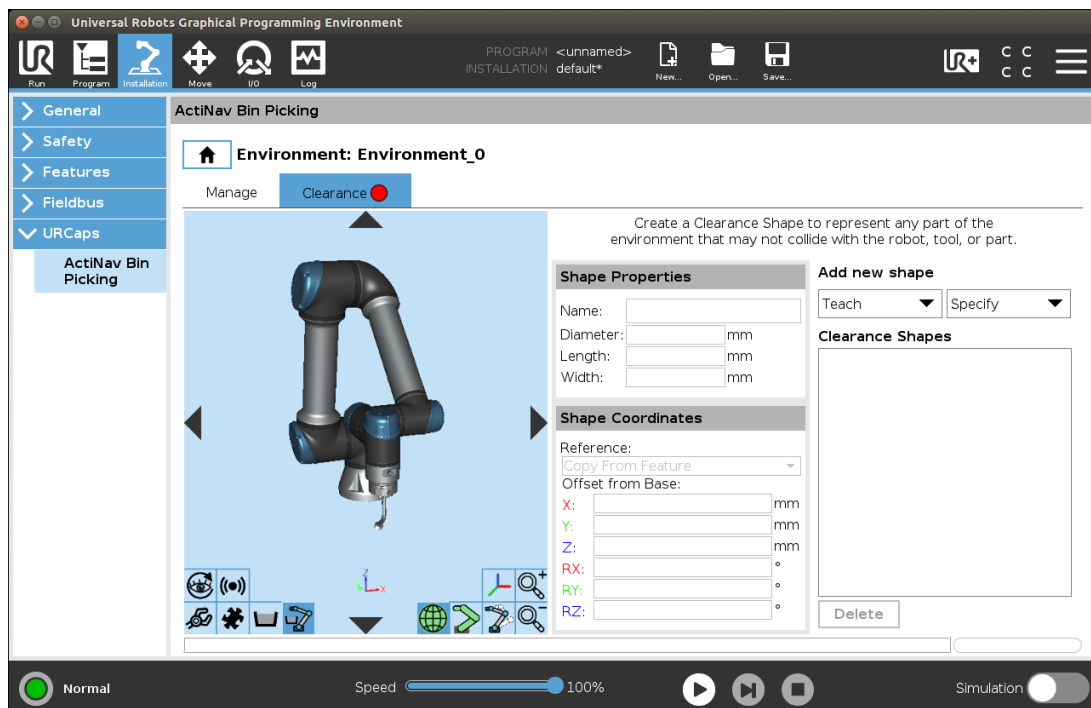 Universal Robots Graphical Programming Environment
PROGRAM <unnamed>
INSTALLATION default*
Run Program Installation Move I/O Log New... Open... Save...
UR+
C C
C C
General
Safety
Features
Fieldbus
URCaps
ActiNav Bin
Picking
ActiNav Bin Picking
Environment: Environment_0
Manage Clearance
Create a Clearance Shape to represent any part of the
environment that may not collide with the robot, tool, or part.
Shape Properties
Name:
Diameter: mm
Length: mm
Width: mm
Shape Coordinates
Reference:
Copy From Feature
Offset from Base:
X: mm
Y: mm
Z: mm
RX: °
RY: °
RZ: °
Add new shape
Teach Specify
Clearance Shapes
Delete
Z
X
Normal
Speed 100%
Simulation